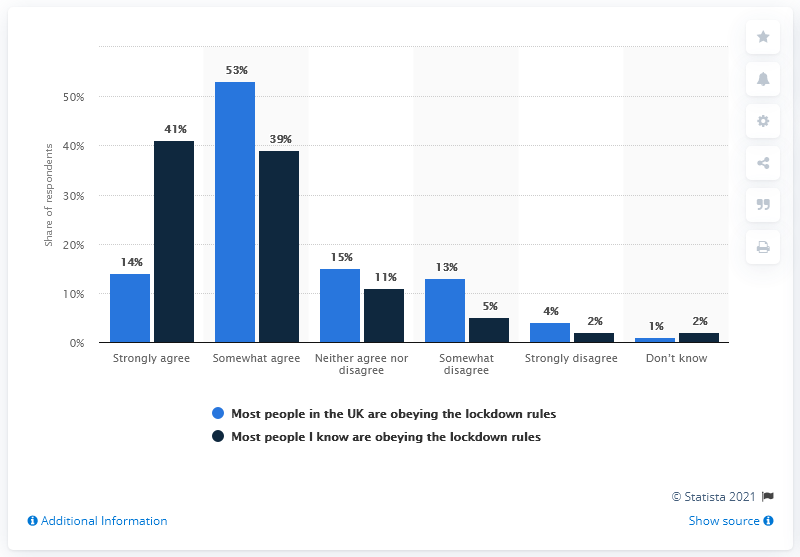 53%
50%
41%
40%
39%
Share of respondents
30%
20%
14%
15%
11%
13%
10%
5%
4%
2%
1%
2%
0%
Strongly agree
Somewhat agree
Neither agree nor
disagree
Somewhat
disagree
Strongly disagree
Don't know
Most people in the UK are obeying the lockdown rules
Most people I know are obeying the lockdown rules
© Statista 2021
Additional Information
Show source